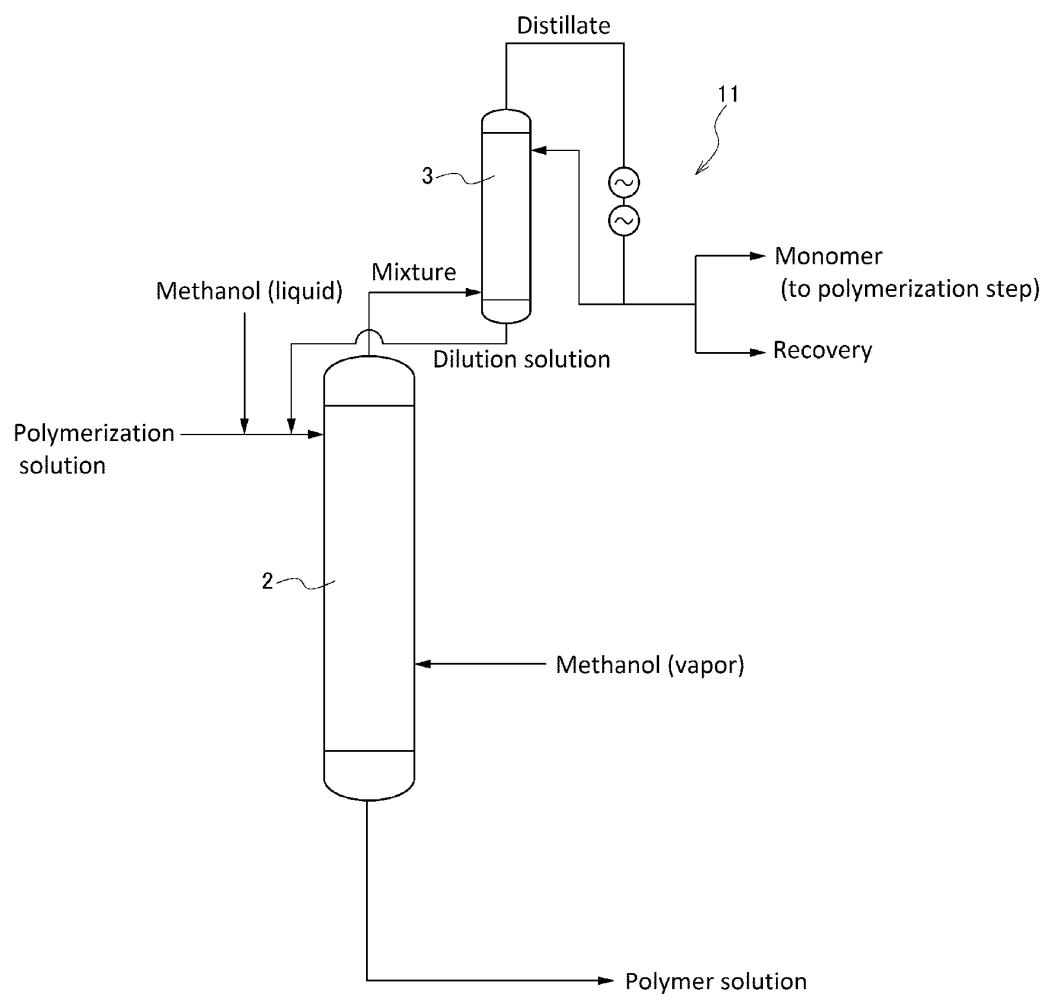 Distillate
11
3
Mixture
Methanol (liquid)
Monomer
(to polymerization step)
Recovery
Dilution solution
Polymerization
solution
2
Methanol (vapor)
Polymer solution